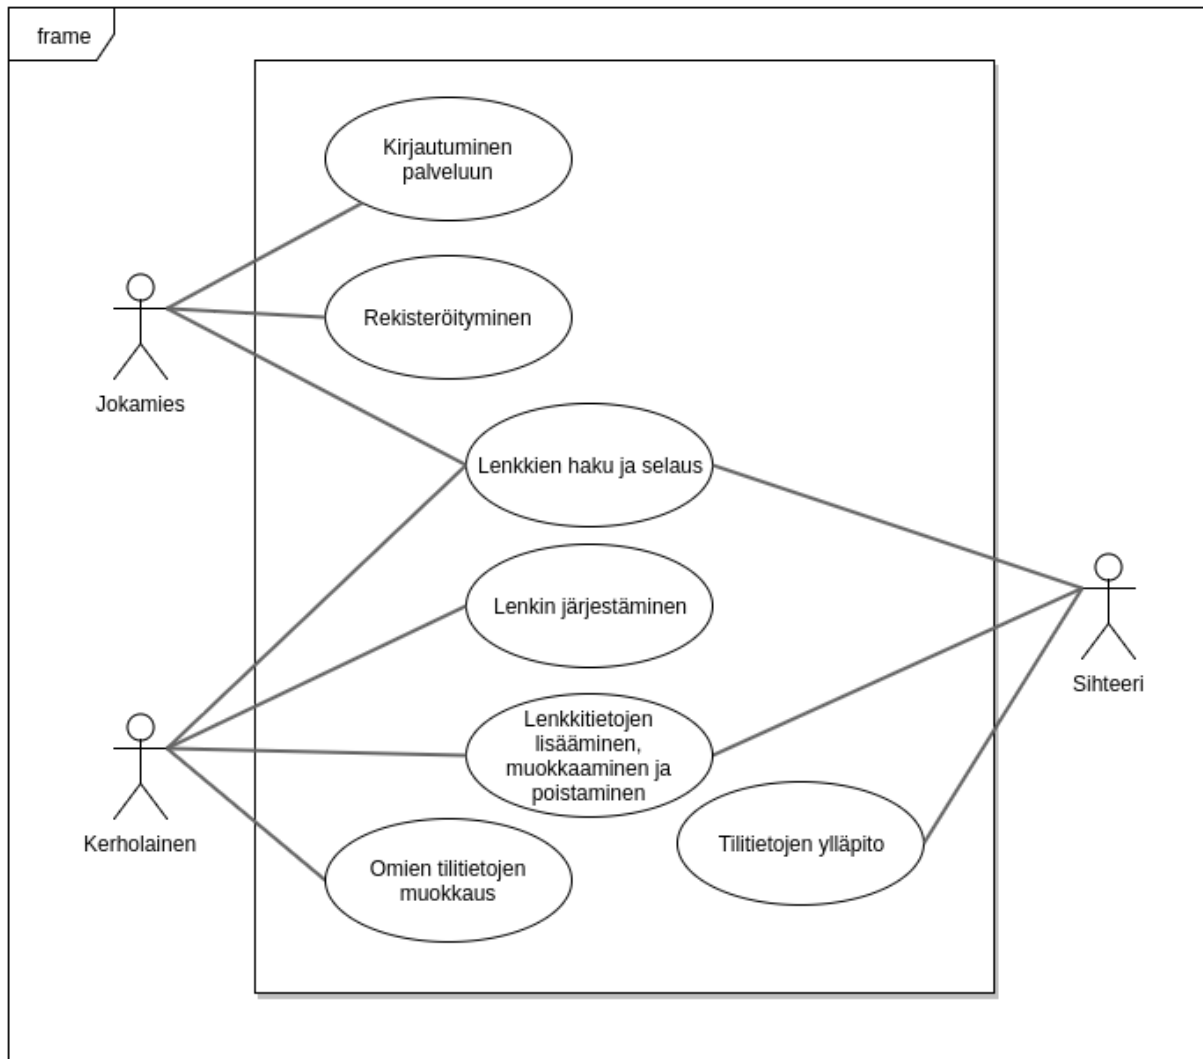 frame
Kirjautuminen
palveluun
Rekisteröityminen
Jokamies
Lenkkien haku ja selaus
Lenkin järjestäminen
Sihteeri
Lenkkitietojen
lisääminen,
muokkaaminen ja
poistaminen
Kerholainen
Tilitietojen ylläpito
Omien tilitietojen
muokkaus